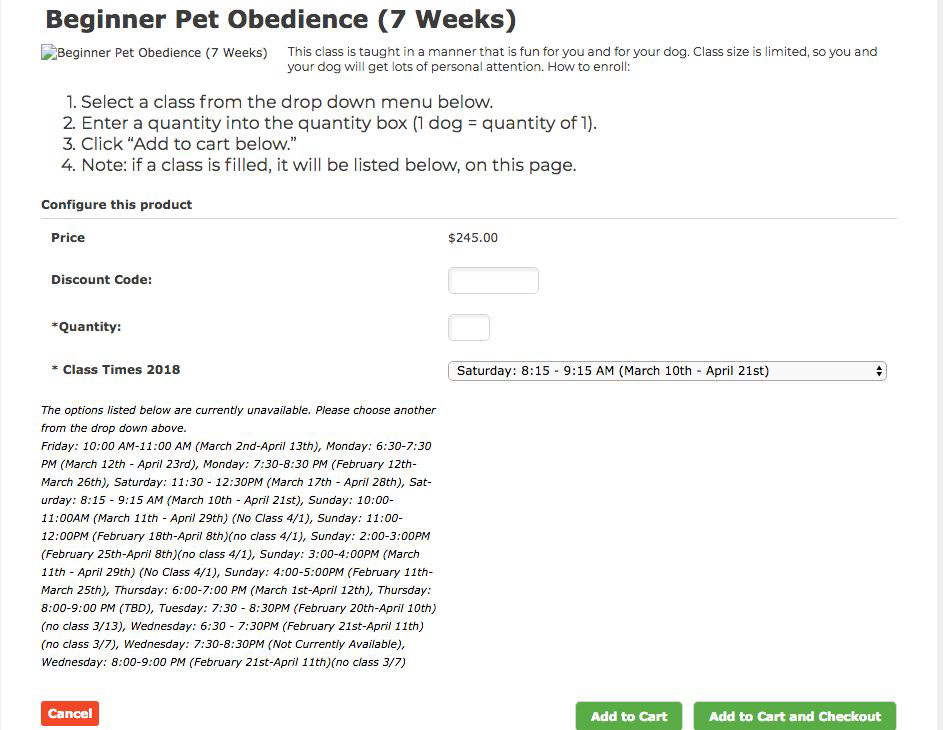 Beginner Pet Obedience (7 Weeks)
Beginner Pet Obedience (7 Weeks)
This class is taught in a manner that is fun for you and for your dog. Class size is limited, so you and
your dog will get lots of personal attention. How to enroll:
1. Select a class from the drop down menu below.
2. Enter a quantity into the quantity box (1 dog = quantity of 1).
3. Click “Add to cart below.”
4. Note: if a class is filled, it will be listed below, on this page.
Configure this product
Price $245.00
Discount Code:
*Quantity:
* Class Times 2018 Saturday: 8:15 - 9:15 AM (March 10th - April 21st)
The options listed below are currently unavailable. Please choose another
from the drop down above.
Friday: 10:00 AM-11:00 AM (March 2nd-April 13th), Monday: 6:30-7:30
PM (March 12th - April 23rd), Monday: 7:30-8:30 PM (February 12th-
March 26th), Saturday: 11:30 - 12:30PM (March 17th - April 28th), Sat-
urday: 8:15 - 9:15 AM (March 10th - April 21st), Sunday: 10:00-
11:00AM (March 11th - April 29th) (No Class 4/1), Sunday: 11:00-
12:00PM (February 18th-April 8th)(no class 4/1), Sunday: 2:00-3:00PM
(February 25th-April 8th)(no class 4/1), Sunday: 3:00-4:00PM (March
11th - April 29th) (No Class 4/1), Sunday: 4:00-5:00PM (February 11th-
March 25th), Thursday: 6:00-7:00 PM (March 1st-April 12th), Thursday:
8:00-9:00 PM (TBD), Tuesday: 7:30 - 8:30PM (February 20th-April 10th)
(no class 3/13), Wednesday: 6:30 - 7:30PM (February 21st-April 11th)
(no class 3/7), Wednesday: 7:30-8:30PM (Not Currently Available),
Wednesday: 8:00-9:00 PM (February 21st-April 11th)(no class 3/7)
Cancel Add to Cart Add to Cart and Checkout